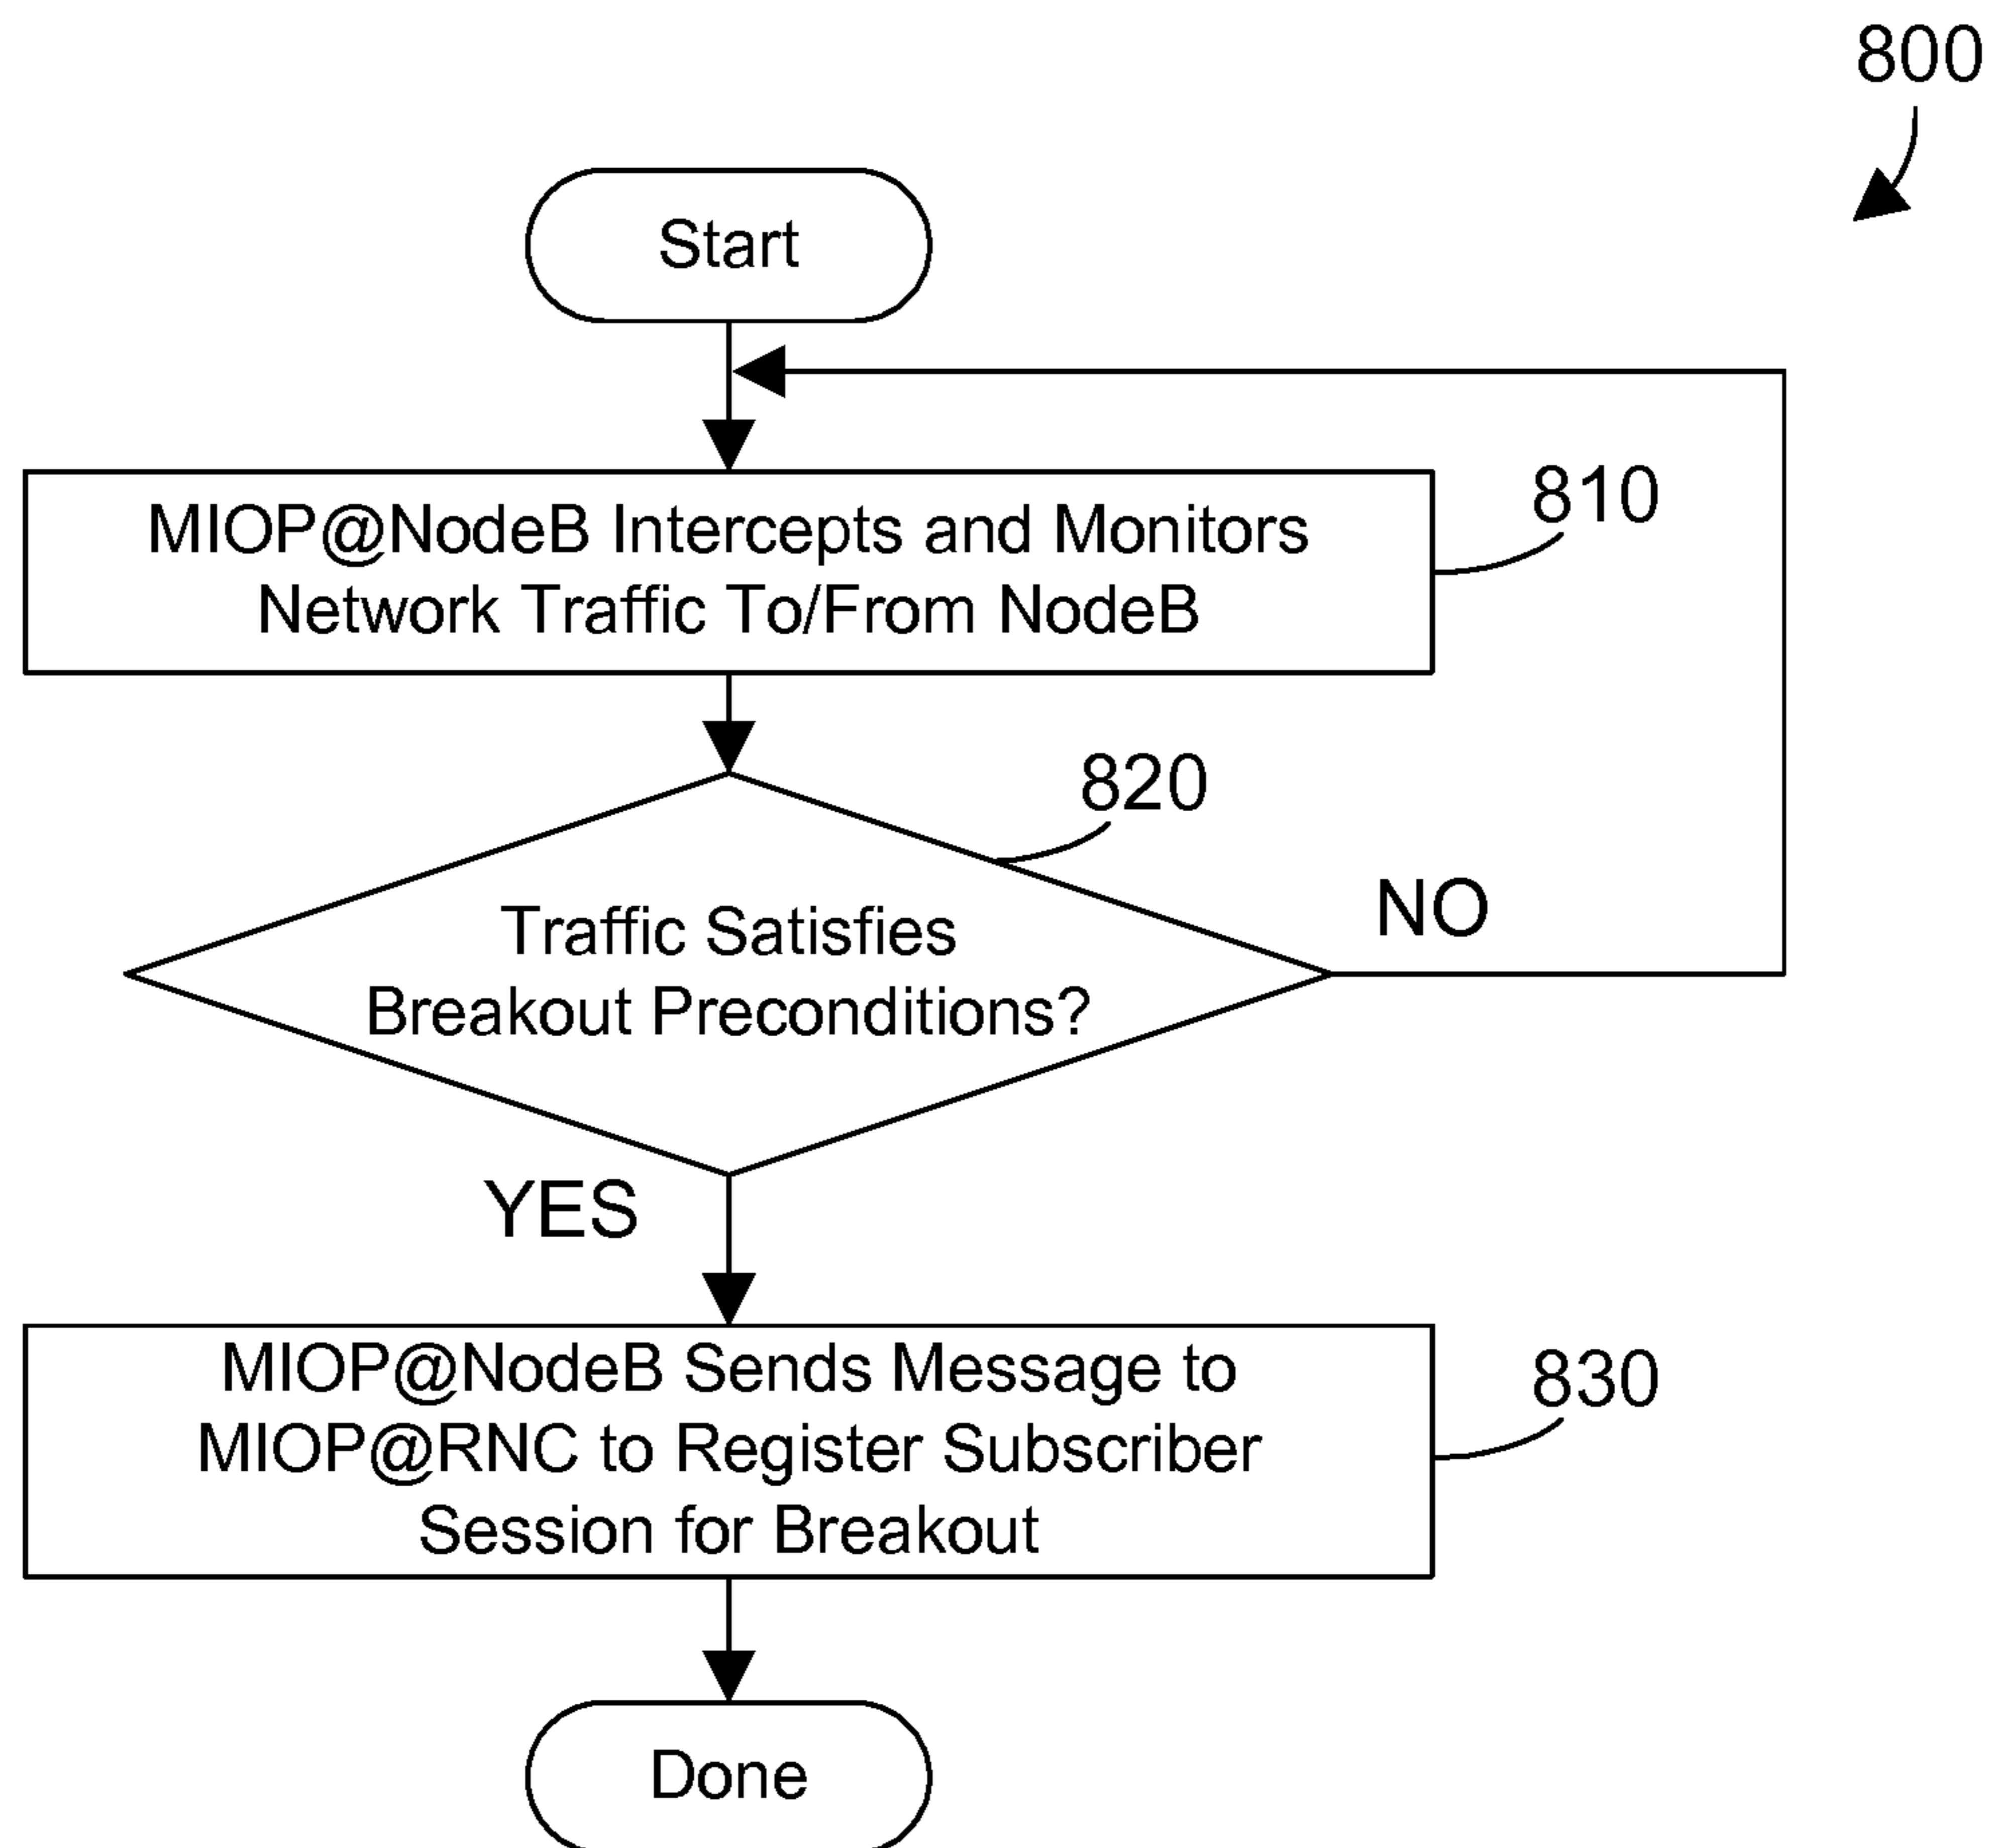 800
Start
MIOP@NodeB Intercepts and Monitors
Network Traffic To/From NodeB
810
820
Traffic Satisfies
Breakout Preconditions?
NO
YES
MIOP@NodeB Sends Message to
MIOP@RNC to Register Subscriber
Session for Breakout
830
Done